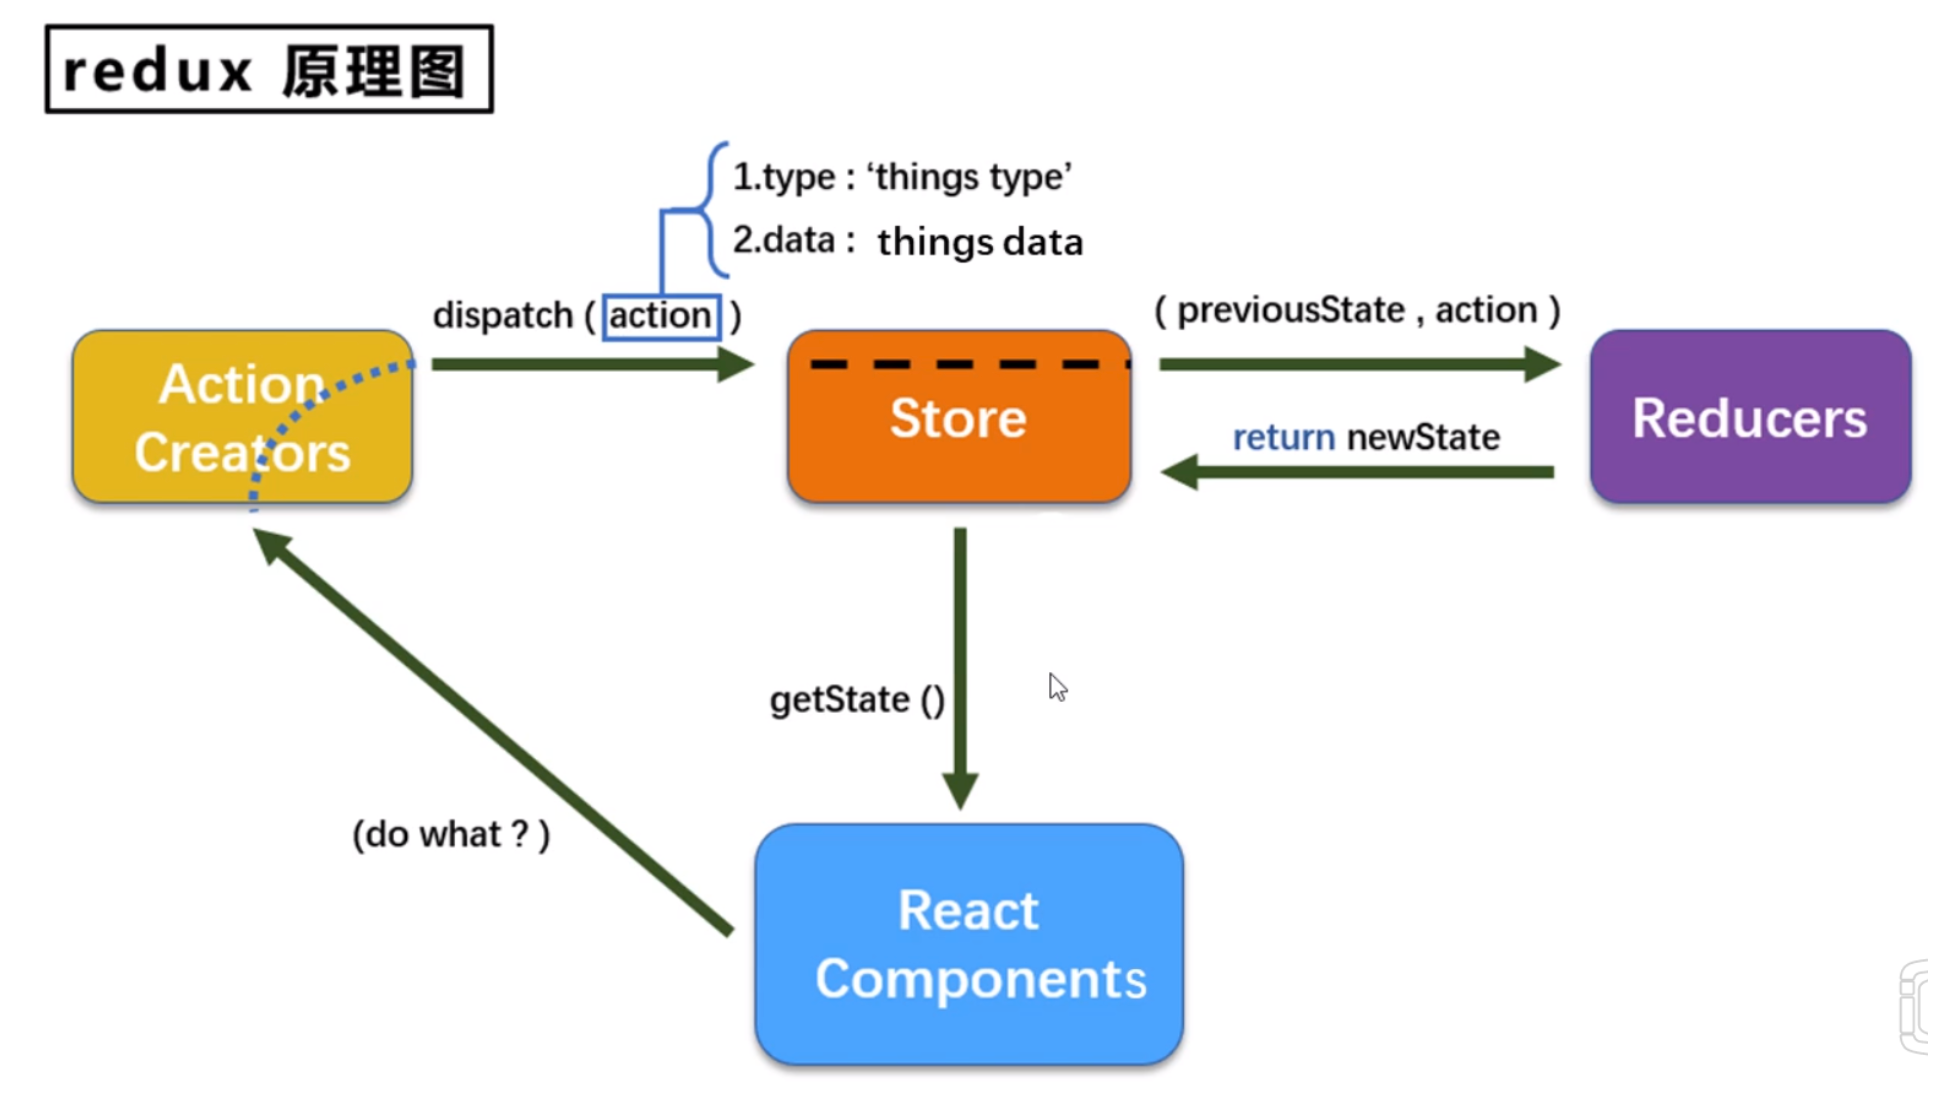 redux 原理图
1.type : ‘things type’
2.data : things data
dispatch ( action )
( previousState , action )
Action
Creators
Store
return newState
Reducers
getState ()
(do what ? )
React
Components